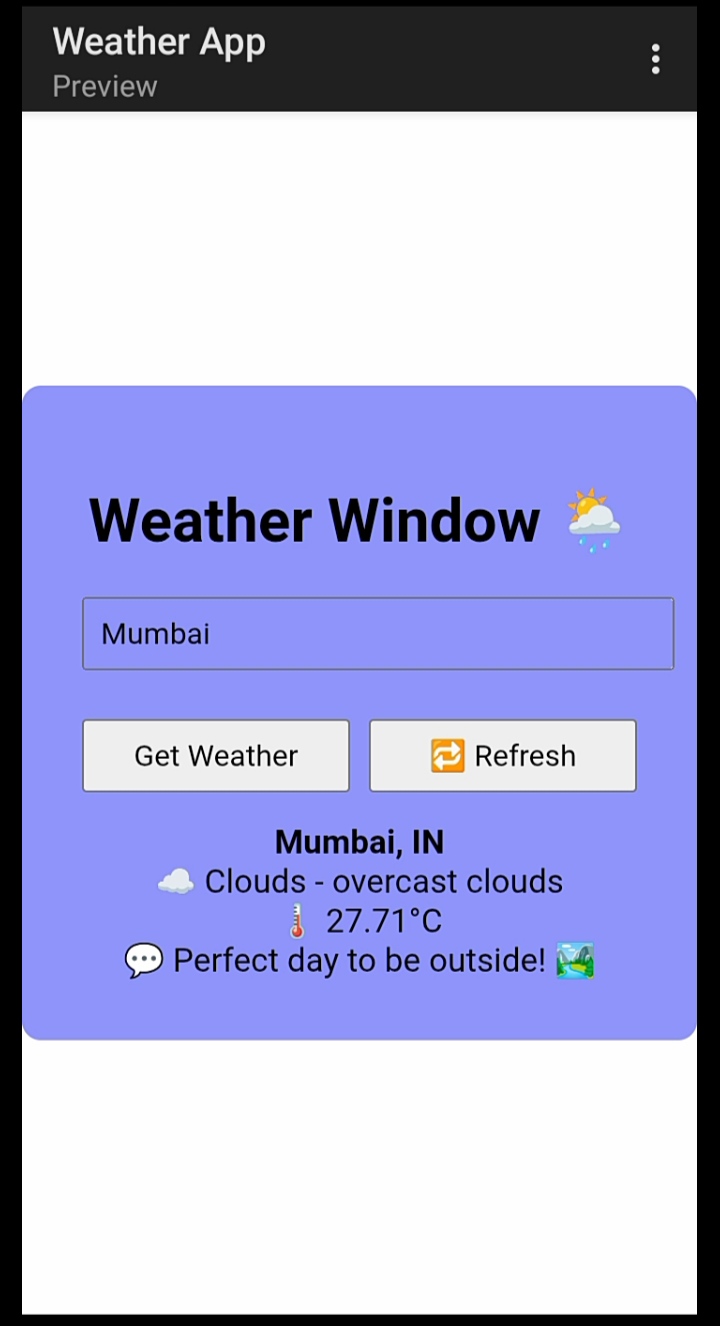 Weather App
Preview
Weather Window 🌦️
Mumbai
Get Weather
🔁 Refresh
Mumbai, IN
☁️ Clouds - overcast clouds
🌡️ 27.71°C
💬 Perfect day to be outside! 🏞️